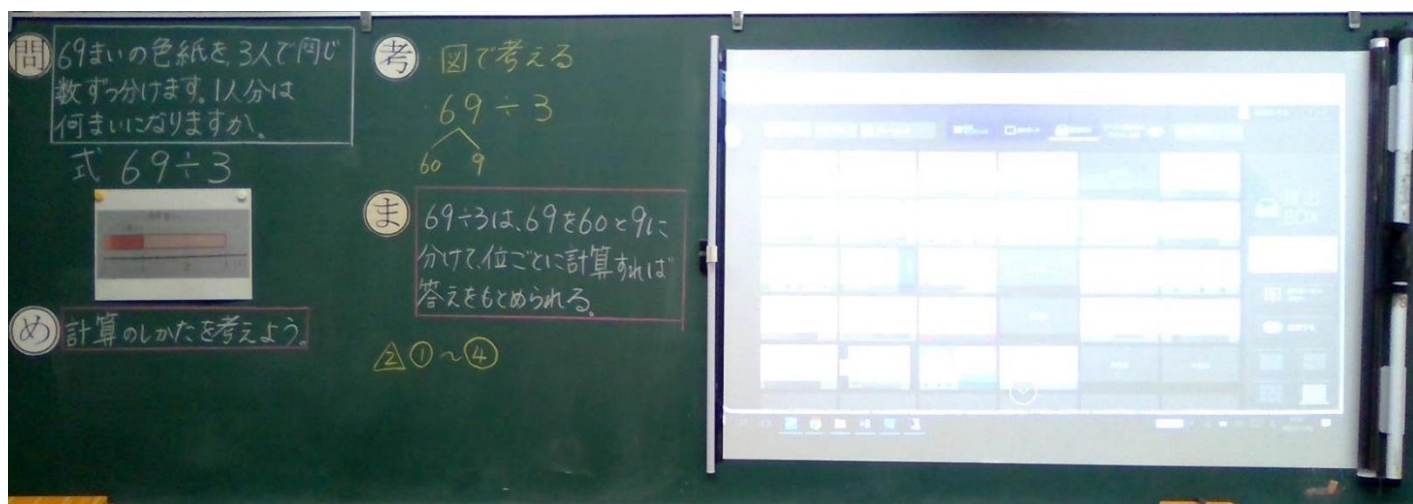 問
69まいの色紙を、3人で同じ
数ずつ分けます。1人分は
何まいになりますか。
式 69÷3
め
計算のしかたを考えよう。
考 図で考える
69÷3
60 9
ま
69÷3は、69を60と9に
分けて、位ごとに計算すれば
答えをもとめられる。
2 ①~④
提出
BOX